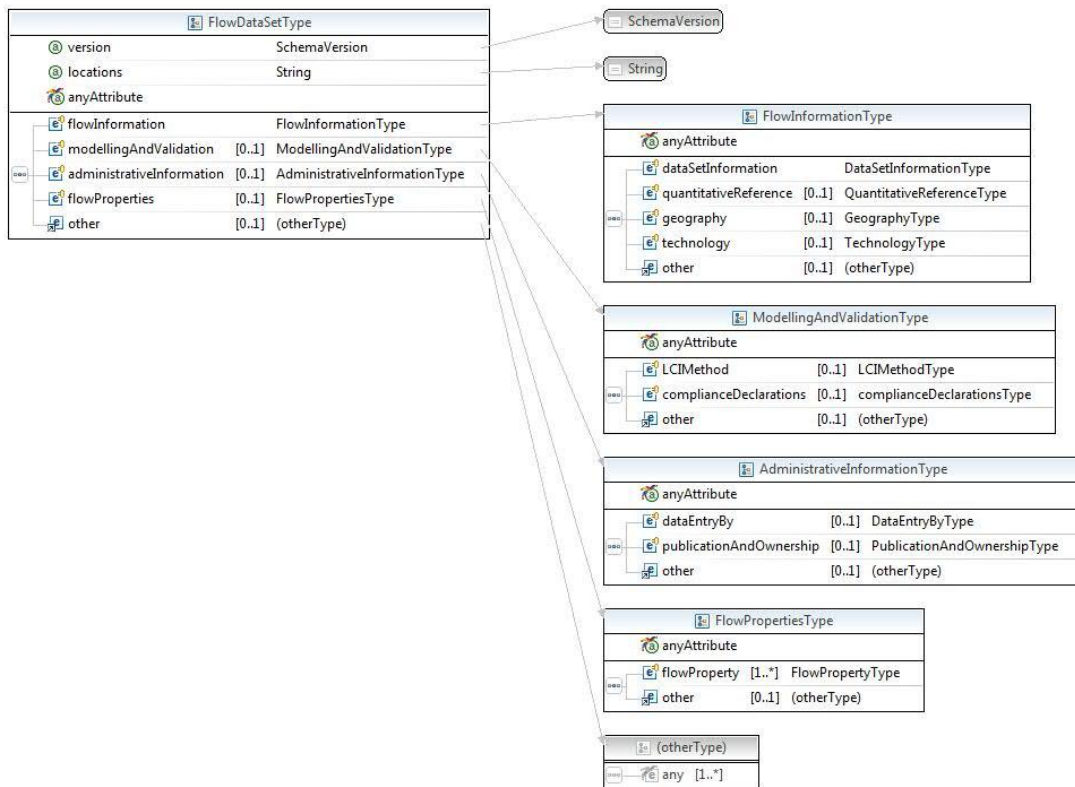 FlowDataSetType
version SchemaVersion
locations String
anyAttribute
flowInformation FlowInformationType
modellingAndValidation [0..1] ModellingAndValidationType
administrativeInformation [0..1] AdministrativeInformationType
flowProperties [0..1] FlowPropertiesType
other [0..1] (otherType)
SchemaVersion
String
FlowInformationType
anyAttribute
dataSetInformation DataSetInformationType
quantitativeReference [0..1] QuantitativeReferenceType
geography [0..1] GeographyType
technology [0..1] TechnologyType
other [0..1] (otherType)
ModellingAndValidationType
anyAttribute
LCIMethod [0..1] LCIMethodType
complianceDeclarations [0..1] complianceDeclarationsType
other [0..1] (otherType)
AdministrativeInformationType
anyAttribute
dataEntryBy [0..1] DataEntryByType
publicationAndOwnership [0..1] PublicationAndOwnershipType
other [0..1] (otherType)
FlowPropertiesType
anyAttribute
flowProperty [1..*] FlowPropertyType
other [0..1] (otherType)
(otherType)
any [1..*]